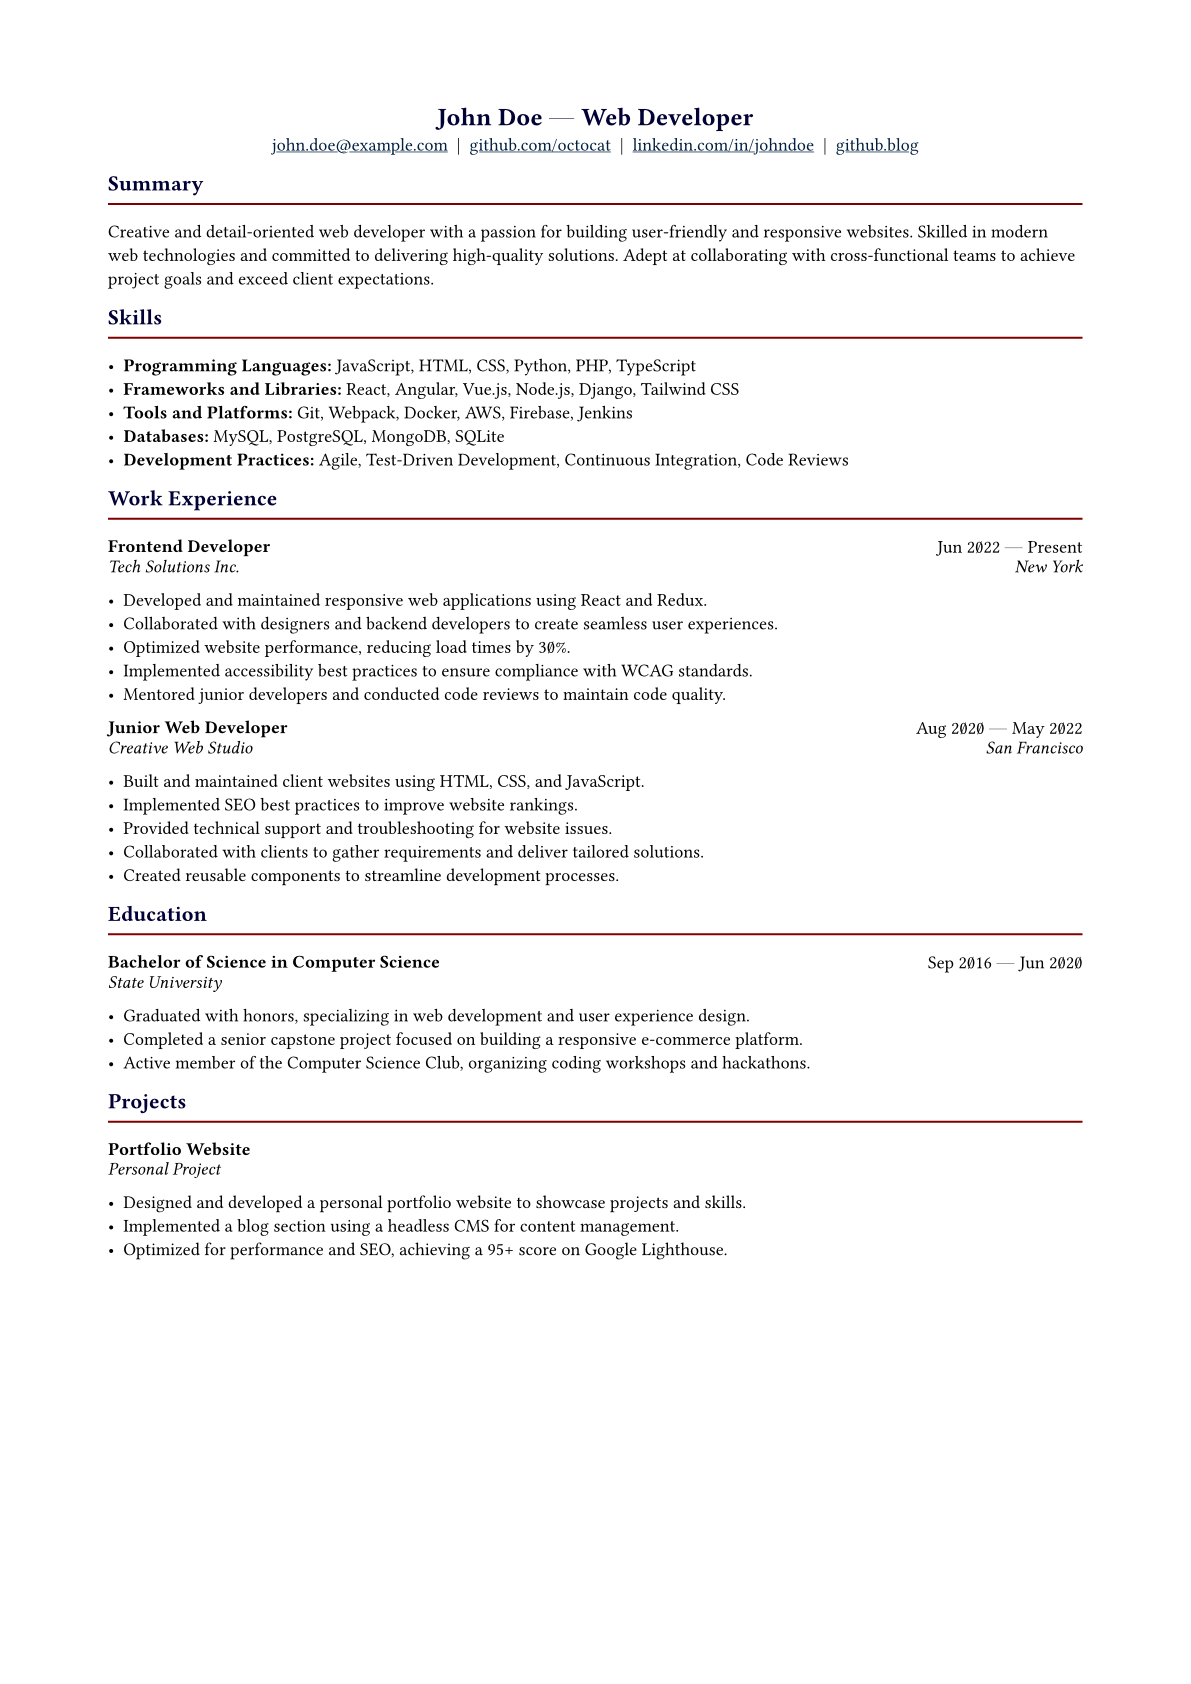 John Doe — Web Developer
john.doe@example.com | github.com/octocat | linkedin.com/in/johndoe | github.blog
Summary
Creative and detail-oriented web developer with a passion for building user-friendly and responsive websites. Skilled in modern
web technologies and committed to delivering high-quality solutions. Adept at collaborating with cross-functional teams to achieve
project goals and exceed client expectations.
Skills
• Programming Languages: JavaScript, HTML, CSS, Python, PHP, TypeScript
• Frameworks and Libraries: React, Angular, Vue.js, Node.js, Django, Tailwind CSS
• Tools and Platforms: Git, Webpack, Docker, AWS, Firebase, Jenkins
• Databases: MySQL, PostgreSQL, MongoDB, SQLite
• Development Practices: Agile, Test-Driven Development, Continuous Integration, Code Reviews
Work Experience
Frontend Developer Jun 2022 — Present
Tech Solutions Inc. New York
• Developed and maintained responsive web applications using React and Redux.
• Collaborated with designers and backend developers to create seamless user experiences.
• Optimized website performance, reducing load times by 30%.
• Implemented accessibility best practices to ensure compliance with WCAG standards.
• Mentored junior developers and conducted code reviews to maintain code quality.
Junior Web Developer Aug 2020 — May 2022
Creative Web Studio San Francisco
• Built and maintained client websites using HTML, CSS, and JavaScript.
• Implemented SEO best practices to improve website rankings.
• Provided technical support and troubleshooting for website issues.
• Collaborated with clients to gather requirements and deliver tailored solutions.
• Created reusable components to streamline development processes.
Education
Bachelor of Science in Computer Science Sep 2016 — Jun 2020
State University
• Graduated with honors, specializing in web development and user experience design.
• Completed a senior capstone project focused on building a responsive e-commerce platform.
• Active member of the Computer Science Club, organizing coding workshops and hackathons.
Projects
Portfolio Website
Personal Project
• Designed and developed a personal portfolio website to showcase projects and skills.
• Implemented a blog section using a headless CMS for content management.
• Optimized for performance and SEO, achieving a 95+ score on Google Lighthouse.